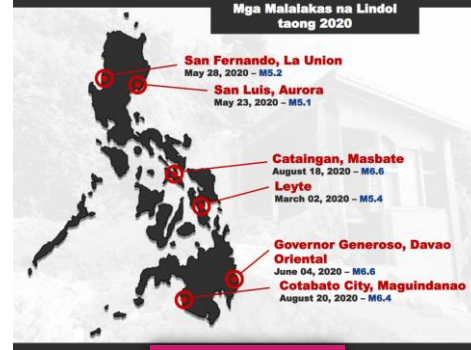 Mga Malalakas na Lindol
taong 2020
San Fernando, La Union
May 28, 2020 – M5.2
San Luis, Aurora
May 23, 2020 – M5.1
Cataingan, Masbate
August 18, 2020 – M6.6
Leyte
March 02, 2020 – M5.4
Governor Generoso, Davao
Oriental
June 04, 2020 – M6.6
Cotabato City, Maguindanao
August 20, 2020 – M6.4